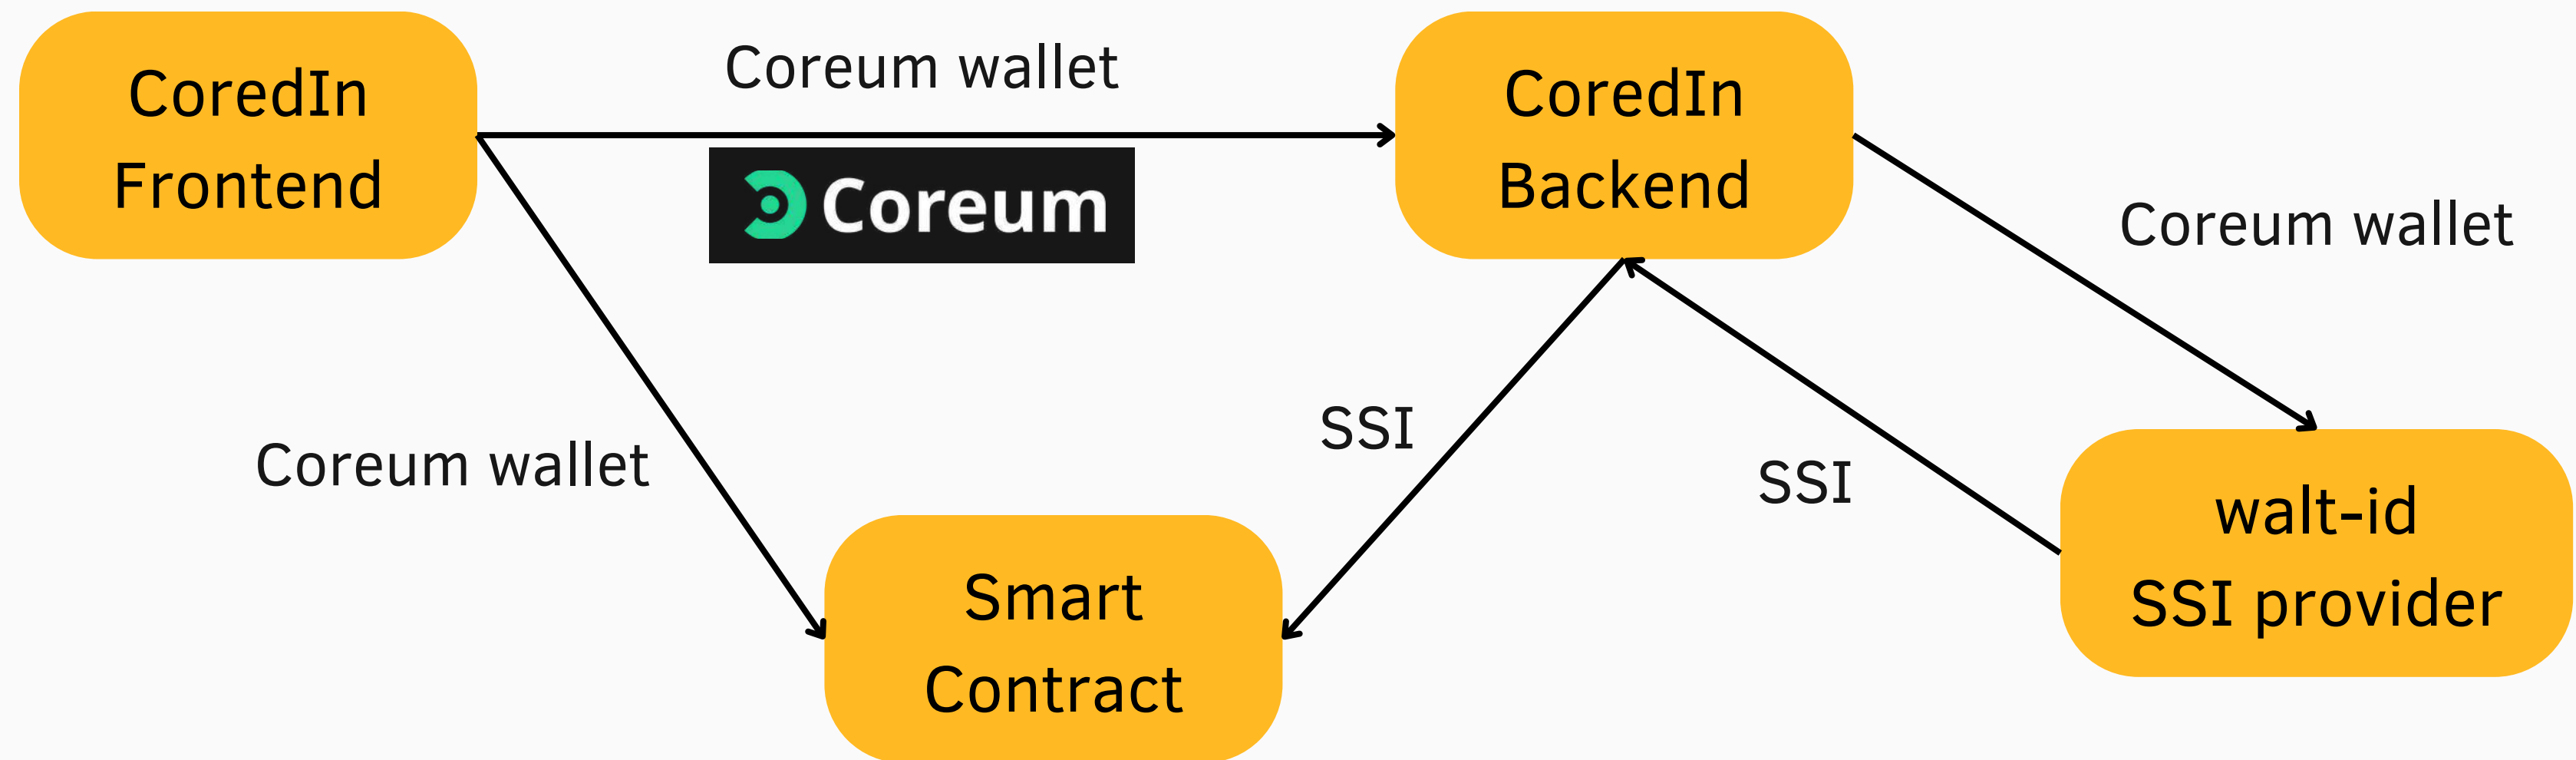 CoredIn
Frontend
Coreum wallet
Coreum
CoredIn
Backend
Coreum wallet
Coreum wallet
SSI
SSI
Smart
Contract
walt-id
SSI provider